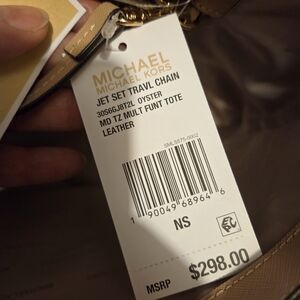 MICHAEL
MICHAEL KORS
JET SET TRAVL CHAIN
30S6GJ8T2L OYSTER
MD TZ MULT FUNT TOTE
LEATHER
1 90049 68964 6
NS
MSRP $298.00